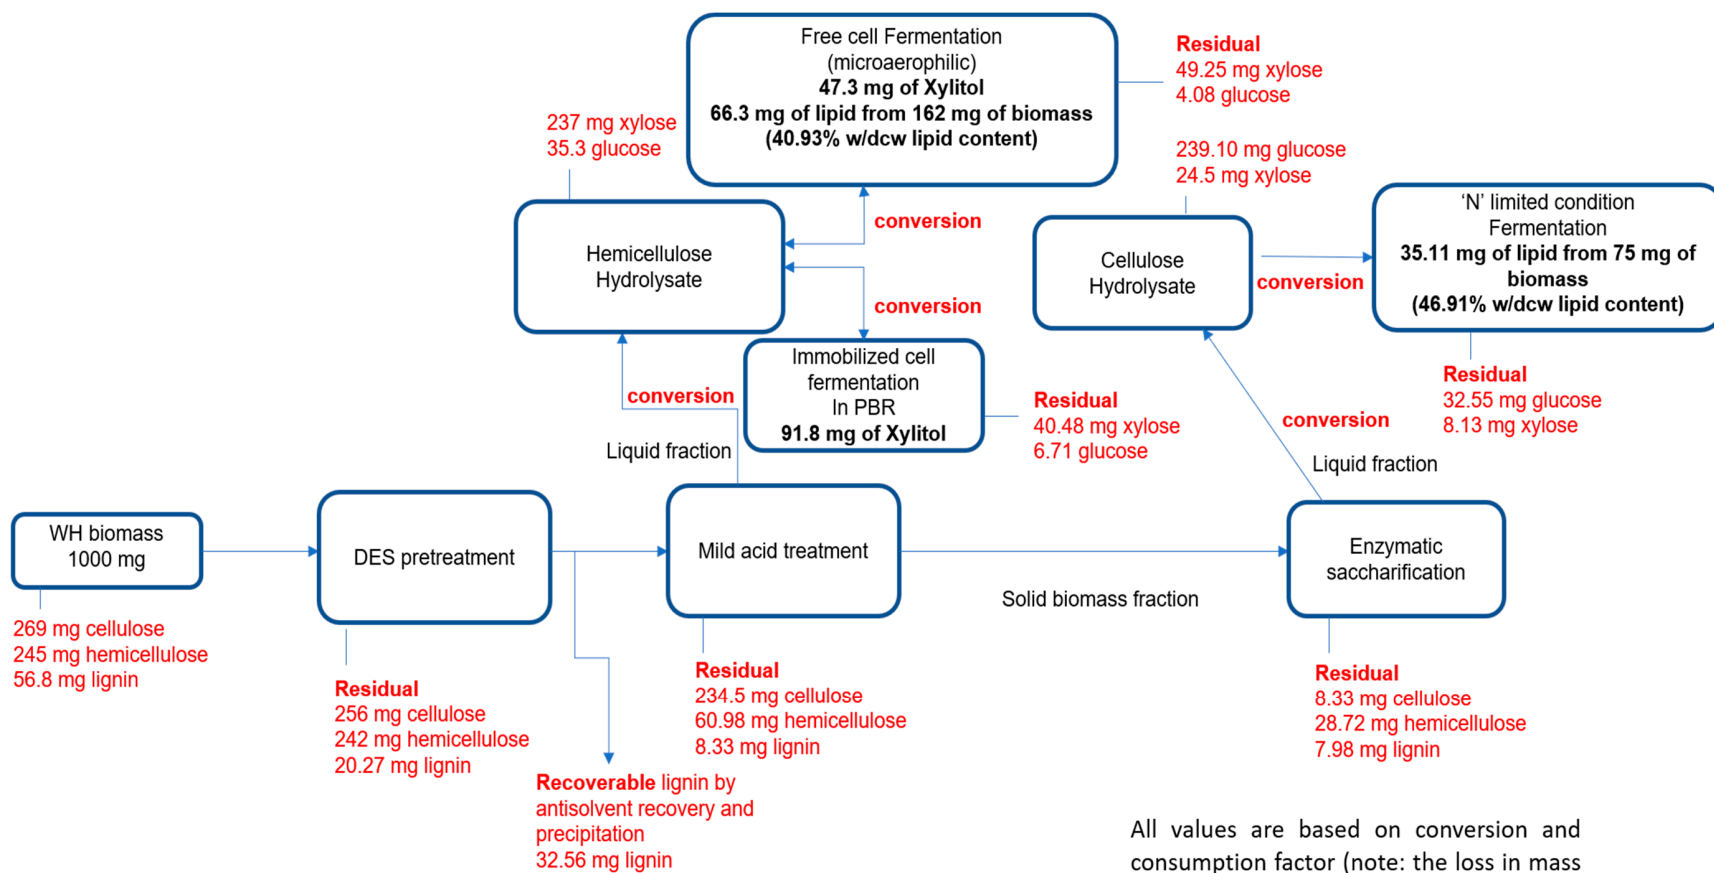 Free cell Fermentation
(microaerophilic)
47.3 mg of Xylitol
66.3 mg of lipid from 162 mg of biomass
(40.93% w/dcw lipid content)
Residual
49.25 mg xylose
4.08 glucose
237 mg xylose
35.3 glucose
239.10 mg glucose
24.5 mg xylose
conversion
Hemicellulose
Hydrolysate
Cellulose
Hydrolysate
conversion
'N' limited condition
Fermentation
35.11 mg of lipid from 75 mg of
biomass
(46.91% w/dcw lipid content)
conversion
Immobilized cell
fermentation
In PBR
91.8 mg of Xylitol
Residual
40.48 mg xylose
6.71 glucose
Residual
32.55 mg glucose
8.13 mg xylose
conversion
Liquid fraction
conversion
Liquid fraction
WH biomass
1000 mg
DES pretreatment
Mild acid treatment
Enzymatic
saccharification
Solid biomass fraction
269 mg cellulose
245 mg hemicellulose
56.8 mg lignin
Residual
256 mg cellulose
242 mg hemicellulose
20.27 mg lignin
Residual
234.5 mg cellulose
60.98 mg hemicellulose
8.33 mg lignin
Residual
8.33 mg cellulose
28.72 mg hemicellulose
7.98 mg lignin
Recoverable lignin by
antisolvent recovery and
precipitation
32.56 mg lignin
All values are based on conversion and
consumption factor (note: the loss in mass